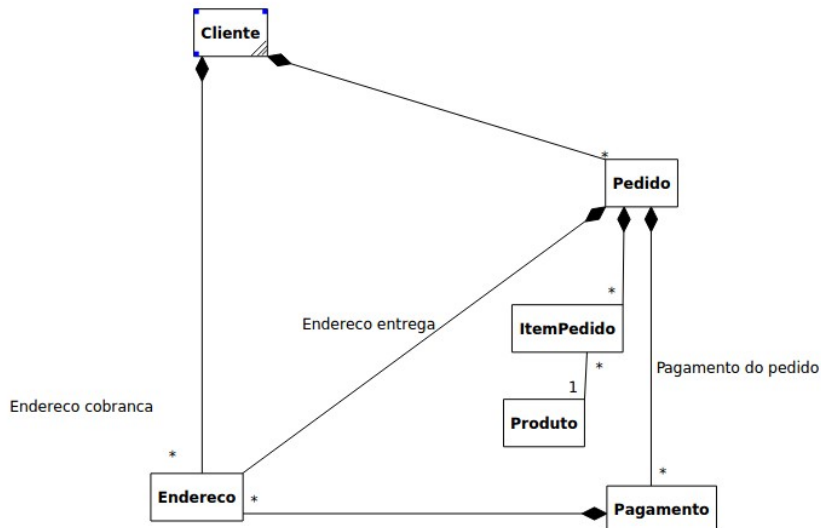 Cliente
*
Pedido
*
ItemPedido
Endereco entrega
*
Pagamento do pedido
1
Endereco cobranca
Produto
*
*
Endereco
*
Pagamento